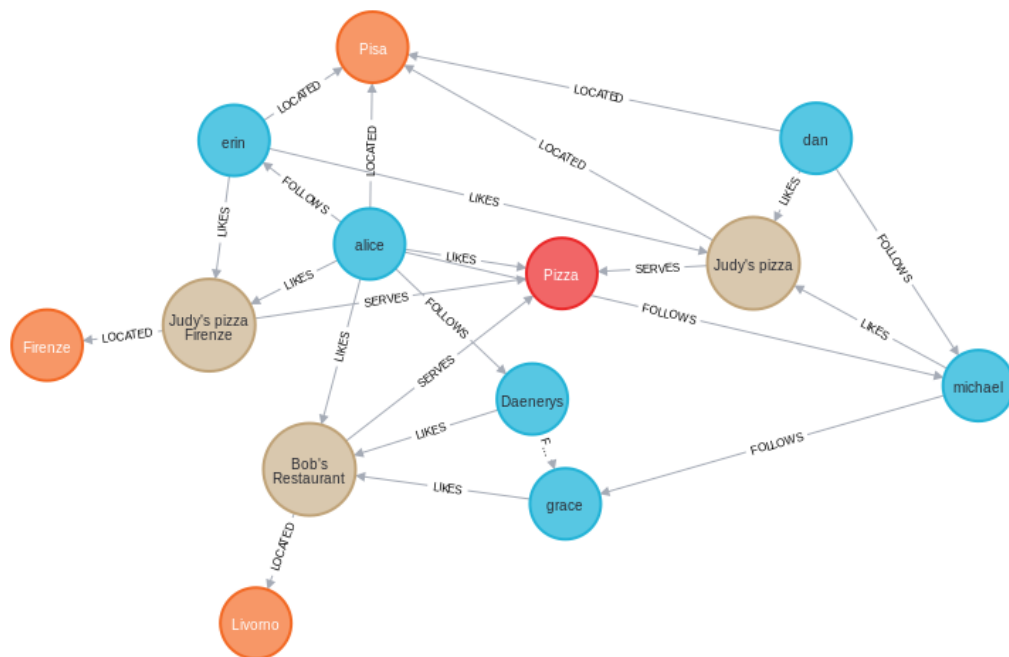 Pisa
LOCATED
LOCATED
LOCATED
erin
dan
LOCATED
LIKES
FOLLOWS
LIKES
LIKES
alice
LIKES
FOLLOWS
LIKES
Pizza
SERVES
Judy's pizza
LIKES
SERVES
FOLLOWS
FOLLOWS
Judy's pizza
Firenze
LOCATED
Firenze
LIKES
LIKES
SERVES
michael
Daenerys
LIKES
F...
FOLLOWS
Bob's
Restaurant
LIKES
grace
LOCATED
Livorno